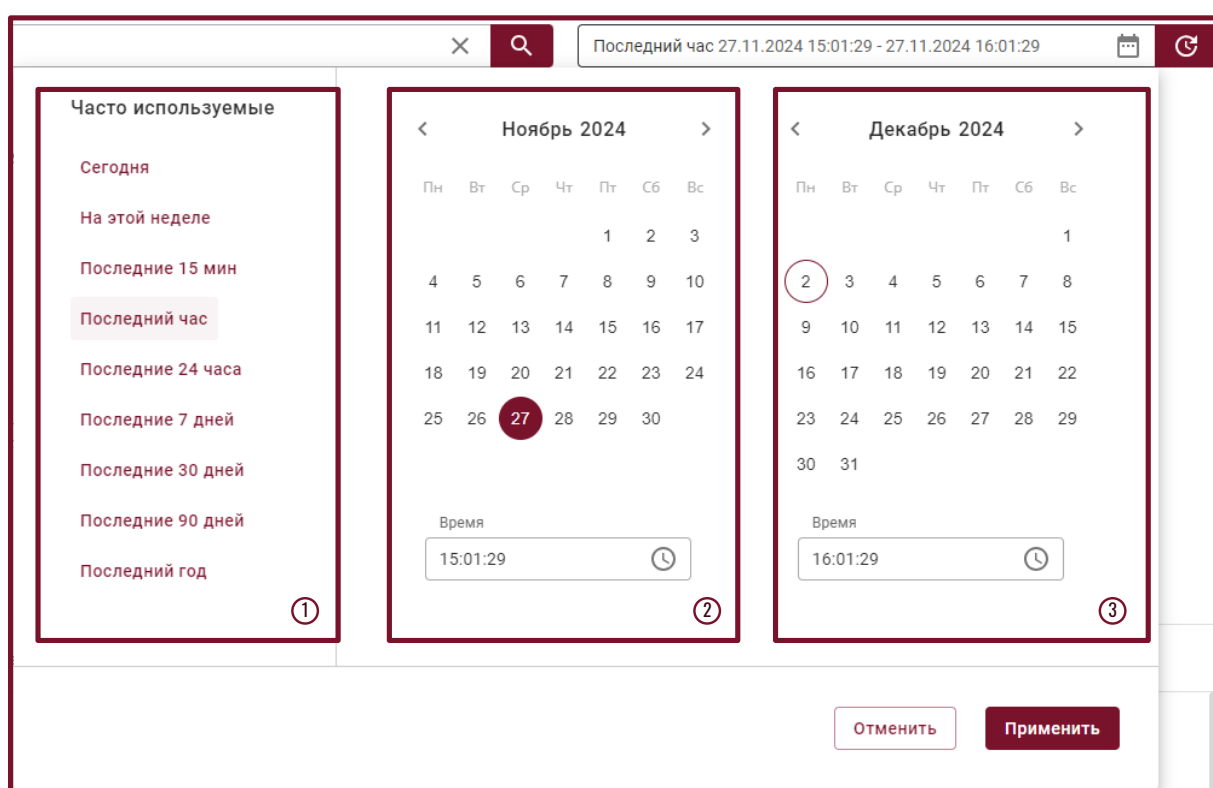 Последний час 27.11.2024 15:01:29 - 27.11.2024 16:01:29
Часто используемые
Сегодня
На этой неделе
Последние 15 мин
Последний час
Последние 24 часа
Последние 7 дней
Последние 30 дней
Последние 90 дней
Последний год
1
Ноябрь 2024
Пн Вт Ср Чт Пт Сб Вс
1 2 3
4 5 6 7 8 9 10
11 12 13 14 15 16 17
18 19 20 21 22 23 24
25 26 27 28 29 30
Время
15:01:29
2
Декабрь 2024
Пн Вт Ср Чт Пт Сб Вс
1
2 3 4 5 6 7 8
9 10 11 12 13 14 15
16 17 18 19 20 21 22
23 24 25 26 27 28 29
30 31
Время
16:01:29
3
Отменить
Применить